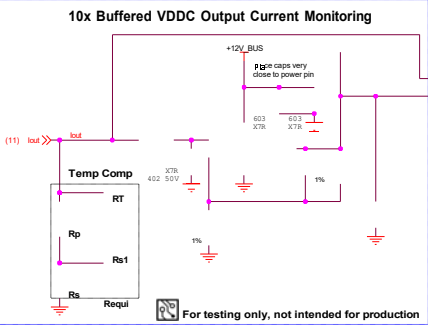 10x Buffered VDDC Output Current Monitoring
+12V_BUS
Place caps very
close to power pin
603
X7R
603
X7R
(11) Iout
Iout
Temp Comp
X7R
402 50V
1%
RT
Rp
1%
Rs1
Rs
Requi
For testing only, not intended for production